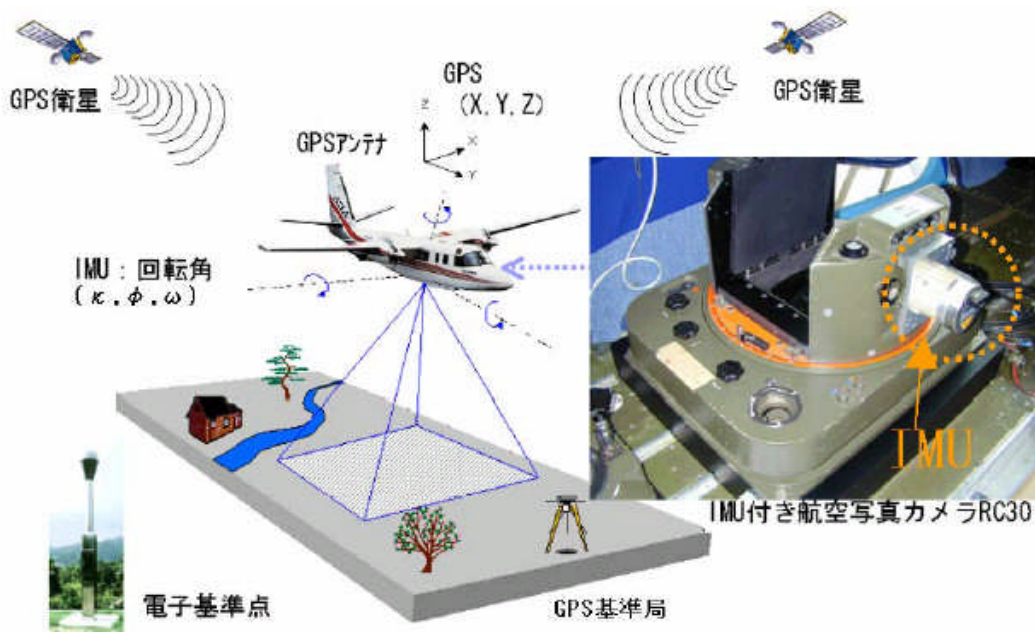 GPS衛星
GPS
(X,Y,Z)
GPS衛星
GPSアンテナ
Z
X
Y
IMU:回転角
(κ,φ,ω)
IMU
IMU付き航空写真カメラRC30
電子基準点
GPS基準局